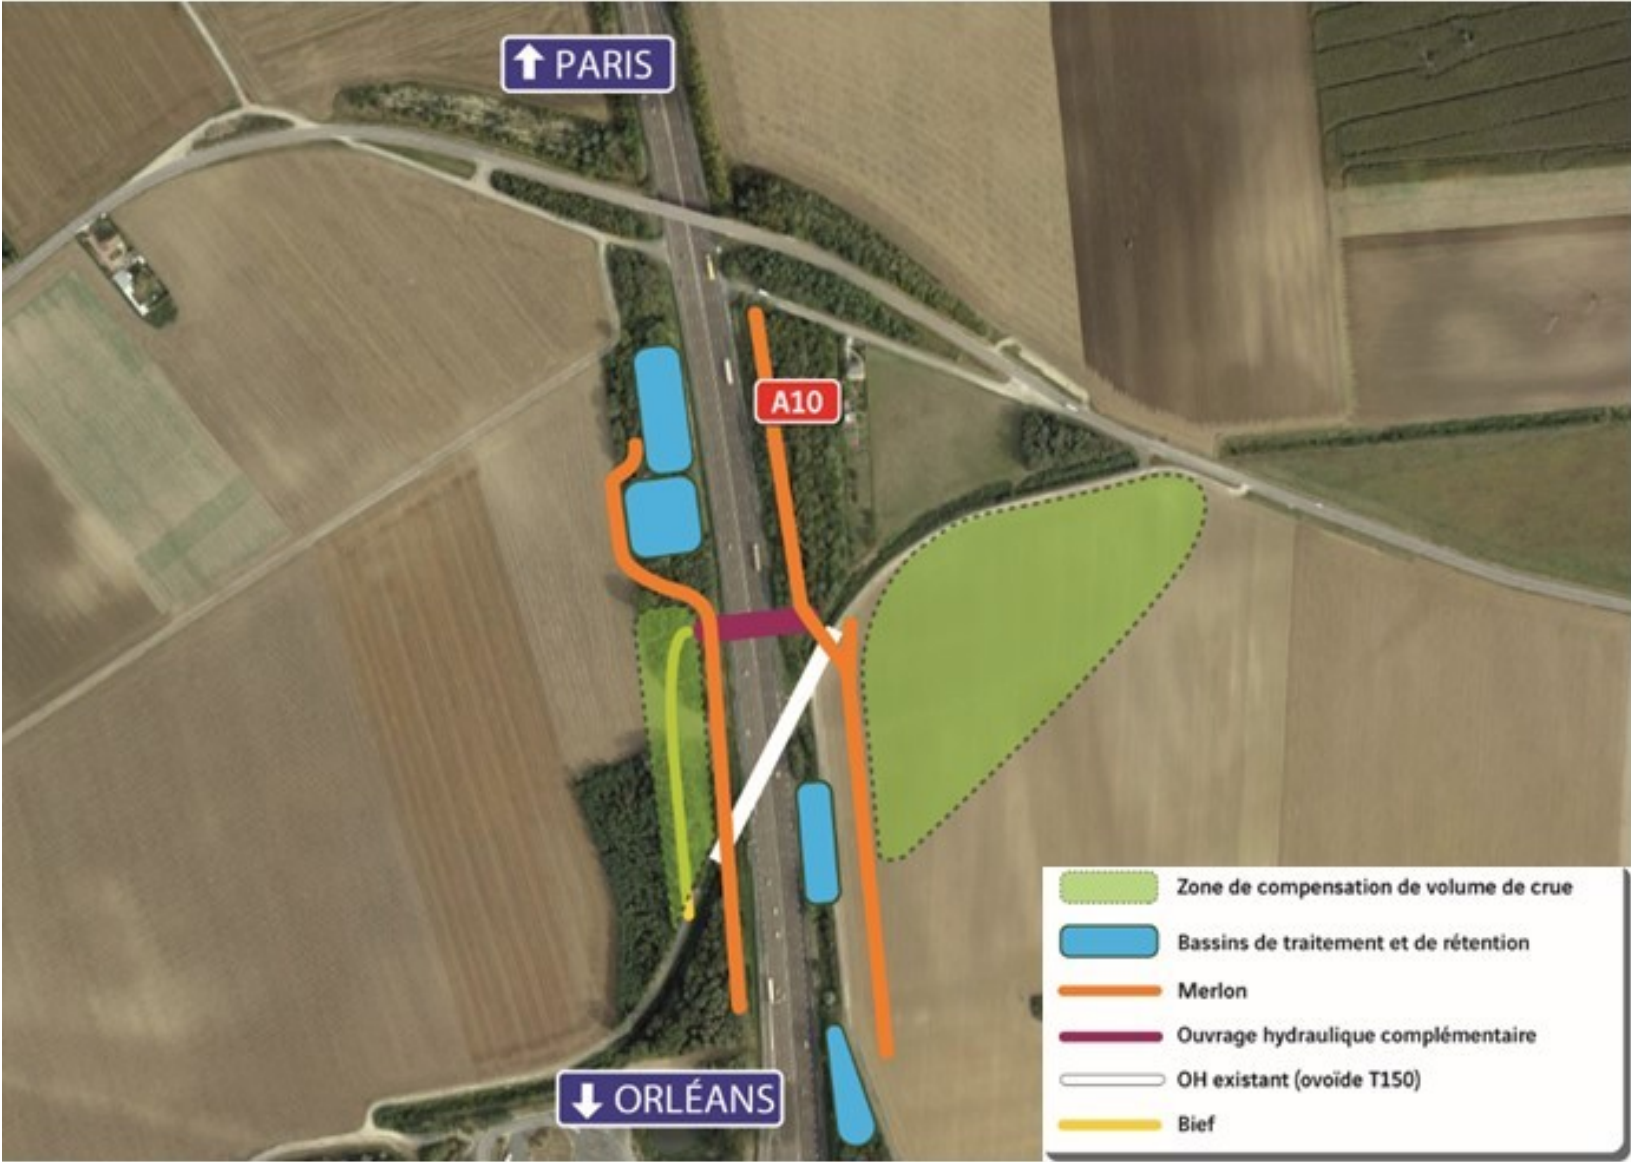 PARIS
A10
ORLÉANS
Zone de compensation de volume de crue
Bassins de traitement et de rétention
Merlon
Ouvrage hydraulique complémentaire
OH existant (ovoïde T150)
Bief